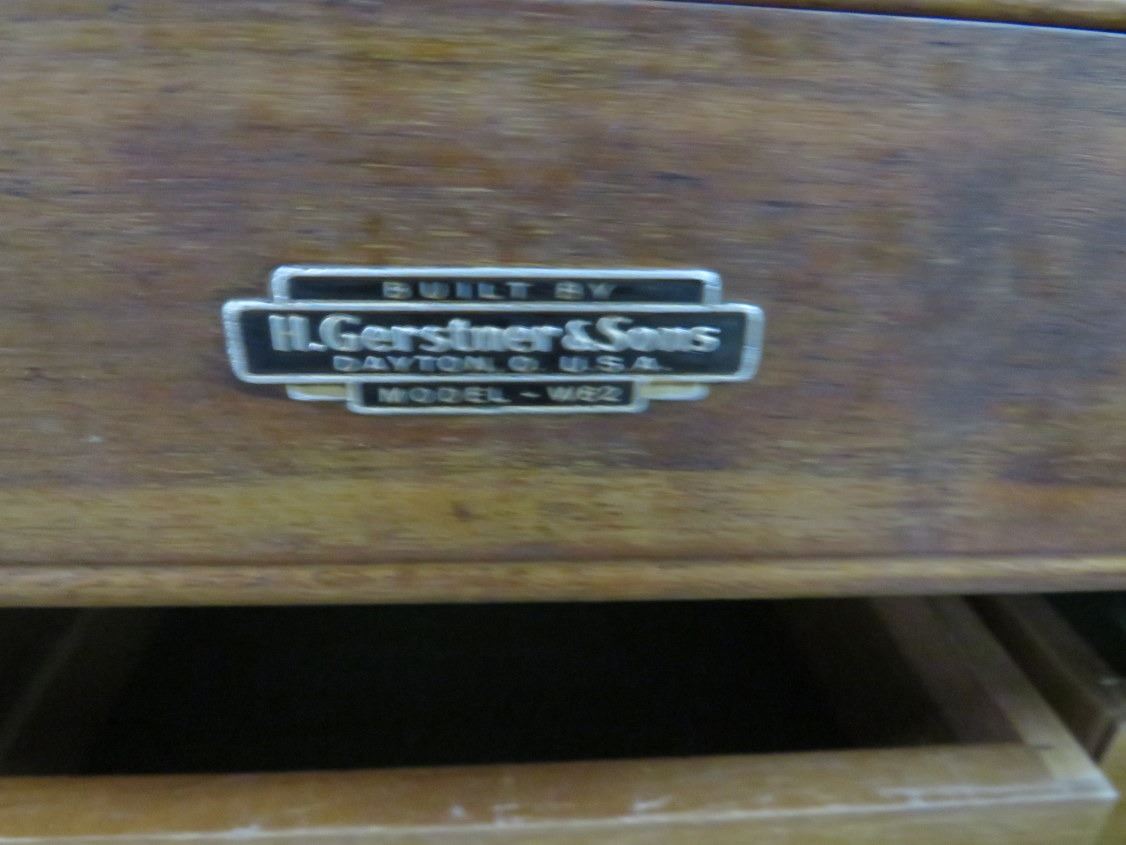 BUILT BY
H.Gerstner & Sons
DAYTON, O. U.S.A.
MODEL - W62